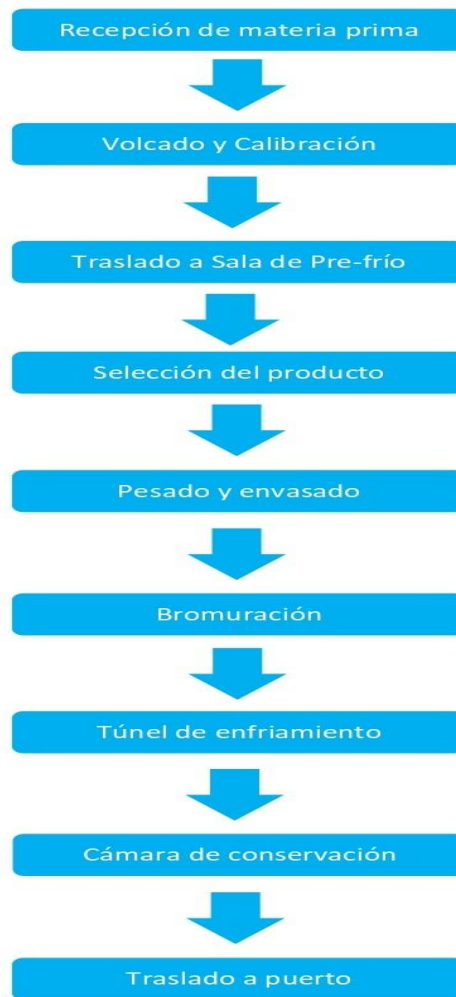 Recepción de materia prima
Volcado y Calibración
Traslado a Sala de Pre-frío
Selección del producto
Pesado y envasado
Bromuración
Túnel de enfriamiento
Cámara de conservación
Traslado a puerto